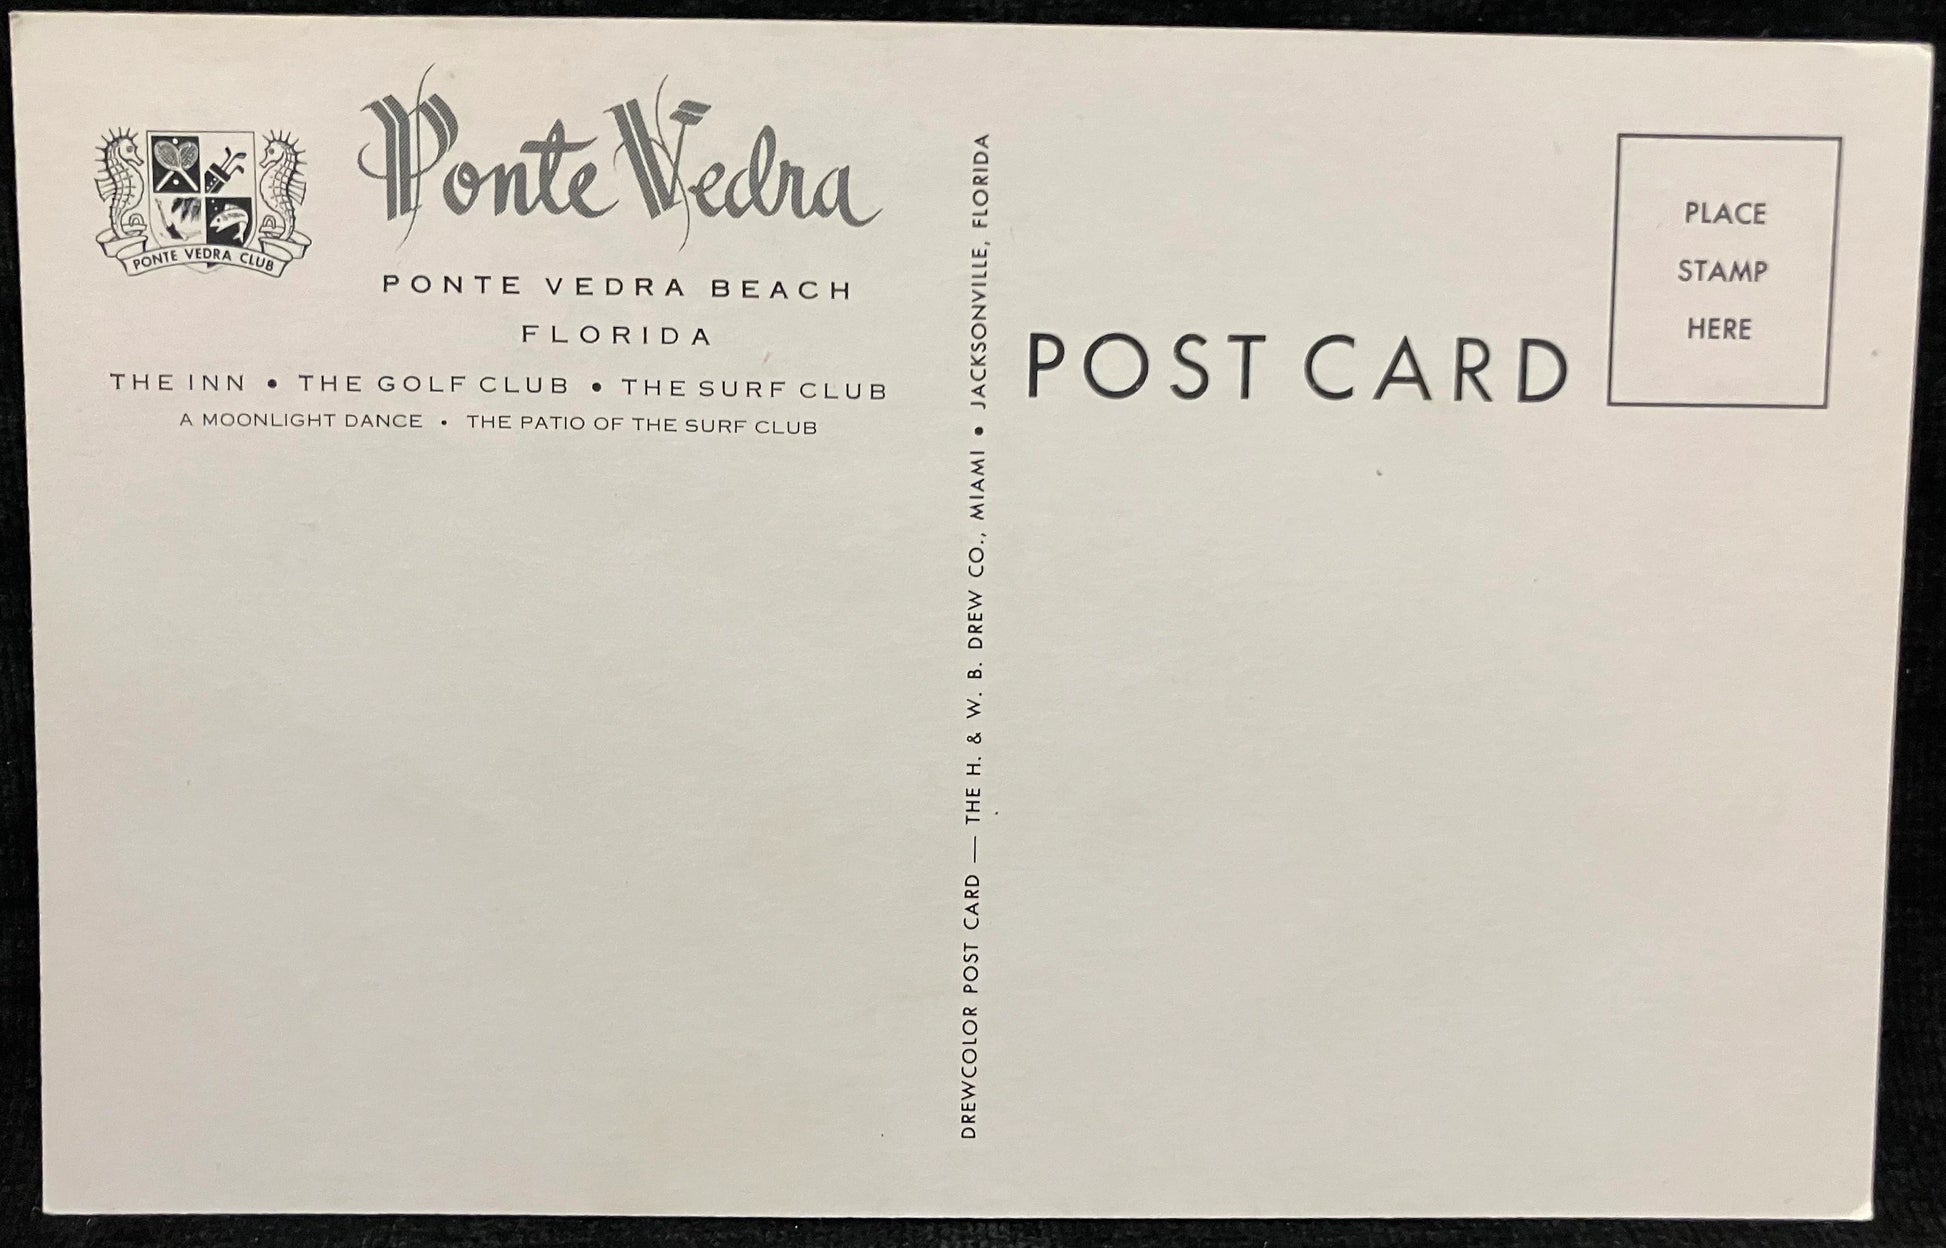 Ponte Vedra
PONTE VEDRA CLUB
PONTE VEDRA BEACH
FLORIDA
THE INN • THE GOLF CLUB • THE SURF CLUB
A MOONLIGHT DANCE • THE PATIO OF THE SURF CLUB
DREWCOLOR POST CARD — THE H. & W. B. DREW CO., MIAMI • JACKSONVILLE, FLORIDA
POST CARD
PLACE
STAMP
HERE